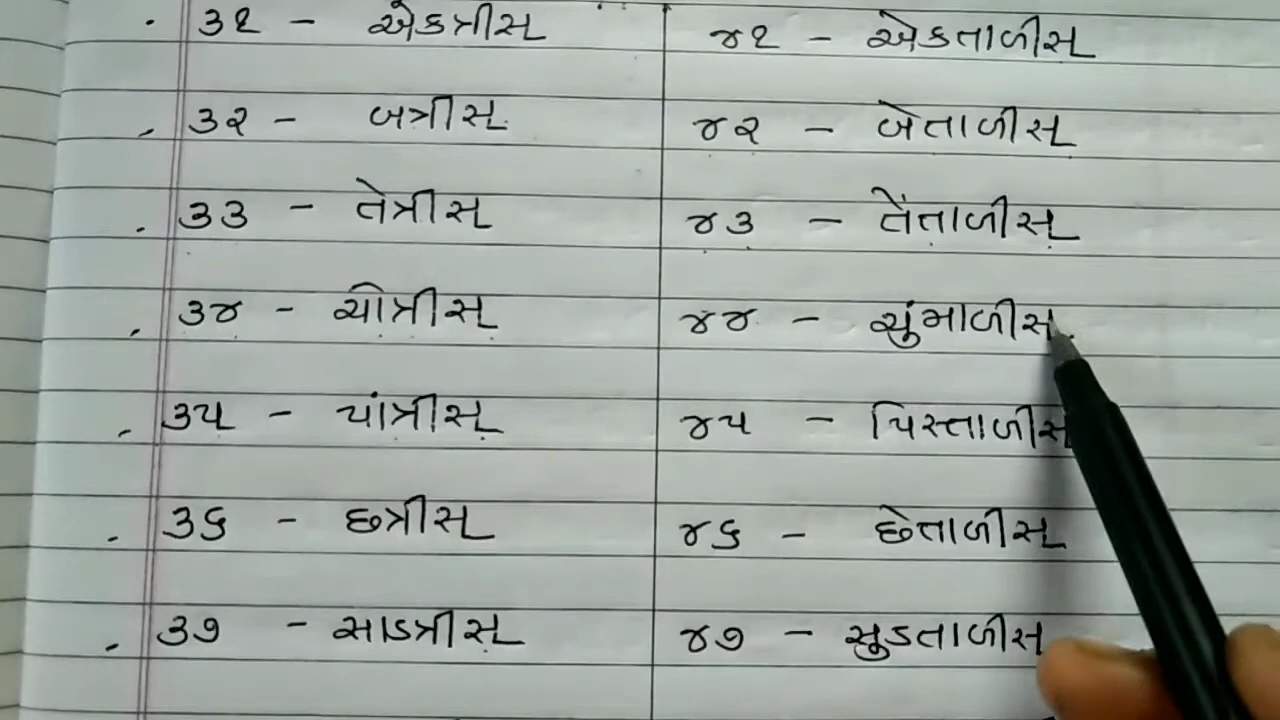 ૩૧ - એકત્રીસ ૪૧ - એકતાળીસ
૩૨ - બત્રીસ ૪૨ - બેતાળીસ
૩૩ - તેત્રીસ ૪૩ - તેંતાળીસ
૩૪ - ચોત્રીસ ૪૪ - ચુંમાળીસ
૩૫ - પાંત્રીસ ૪૫ - પિસ્તાળીસ
૩૬ - છત્રીસ ૪૬ - છેતાળીસ
૩૭ - સાડત્રીસ ૪૭ - સુડતાળીસ